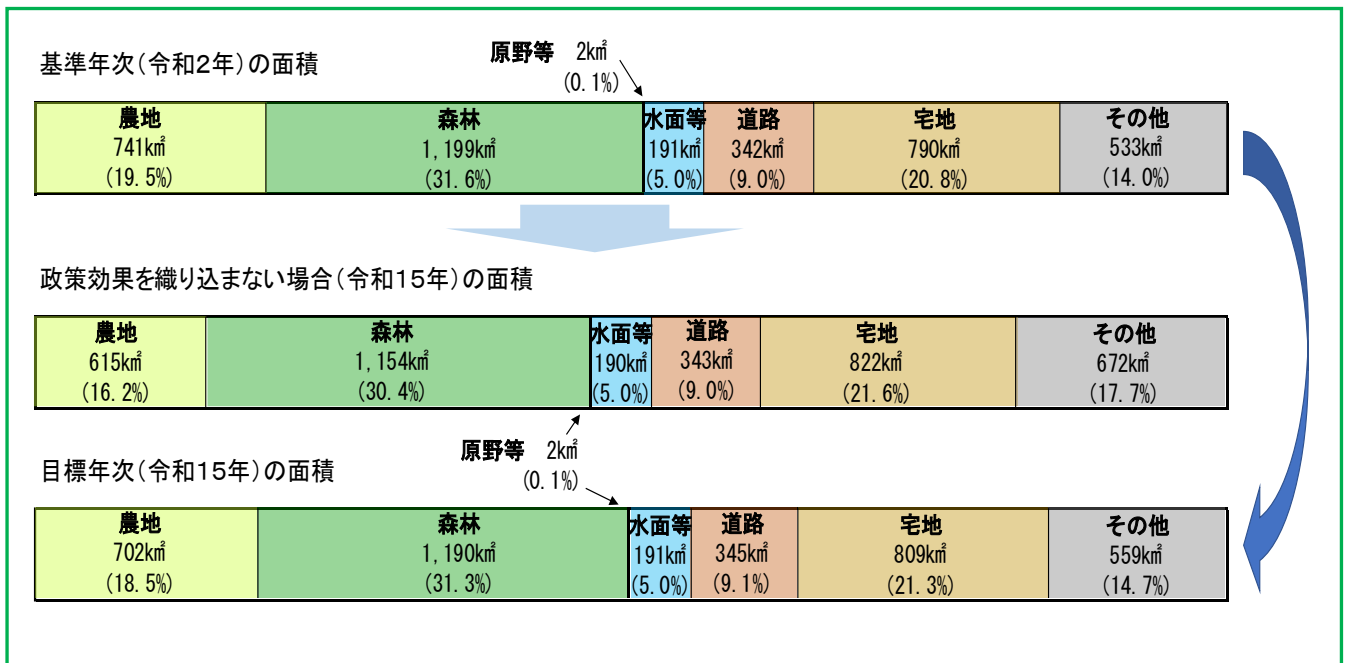 基準年次(令和2年)の面積
原野等 2k㎡
(0.1%)
農地 森林 水面等 道路 宅地 その他
741k㎡ 1,199k㎡ 191k㎡ 342k㎡ 790k㎡ 533k㎡
(19.5%) (31.6%) (5.0%) (9.0%) (20.8%) (14.0%)
政策効果を織り込まない場合(令和15年)の面積
農地 森林 水面等 道路 宅地 その他
615k㎡ 1,154k㎡ 190k㎡ 343k㎡ 822k㎡ 672k㎡
(16.2%) (30.4%) (5.0%) (9.0%) (21.6%) (17.7%)
原野等 2k㎡
(0.1%)
目標年次(令和15年)の面積
農地 森林 水面等 道路 宅地 その他
702k㎡ 1,190k㎡ 191k㎡ 345k㎡ 809k㎡ 559k㎡
(18.5%) (31.3%) (5.0%) (9.1%) (21.3%) (14.7%)